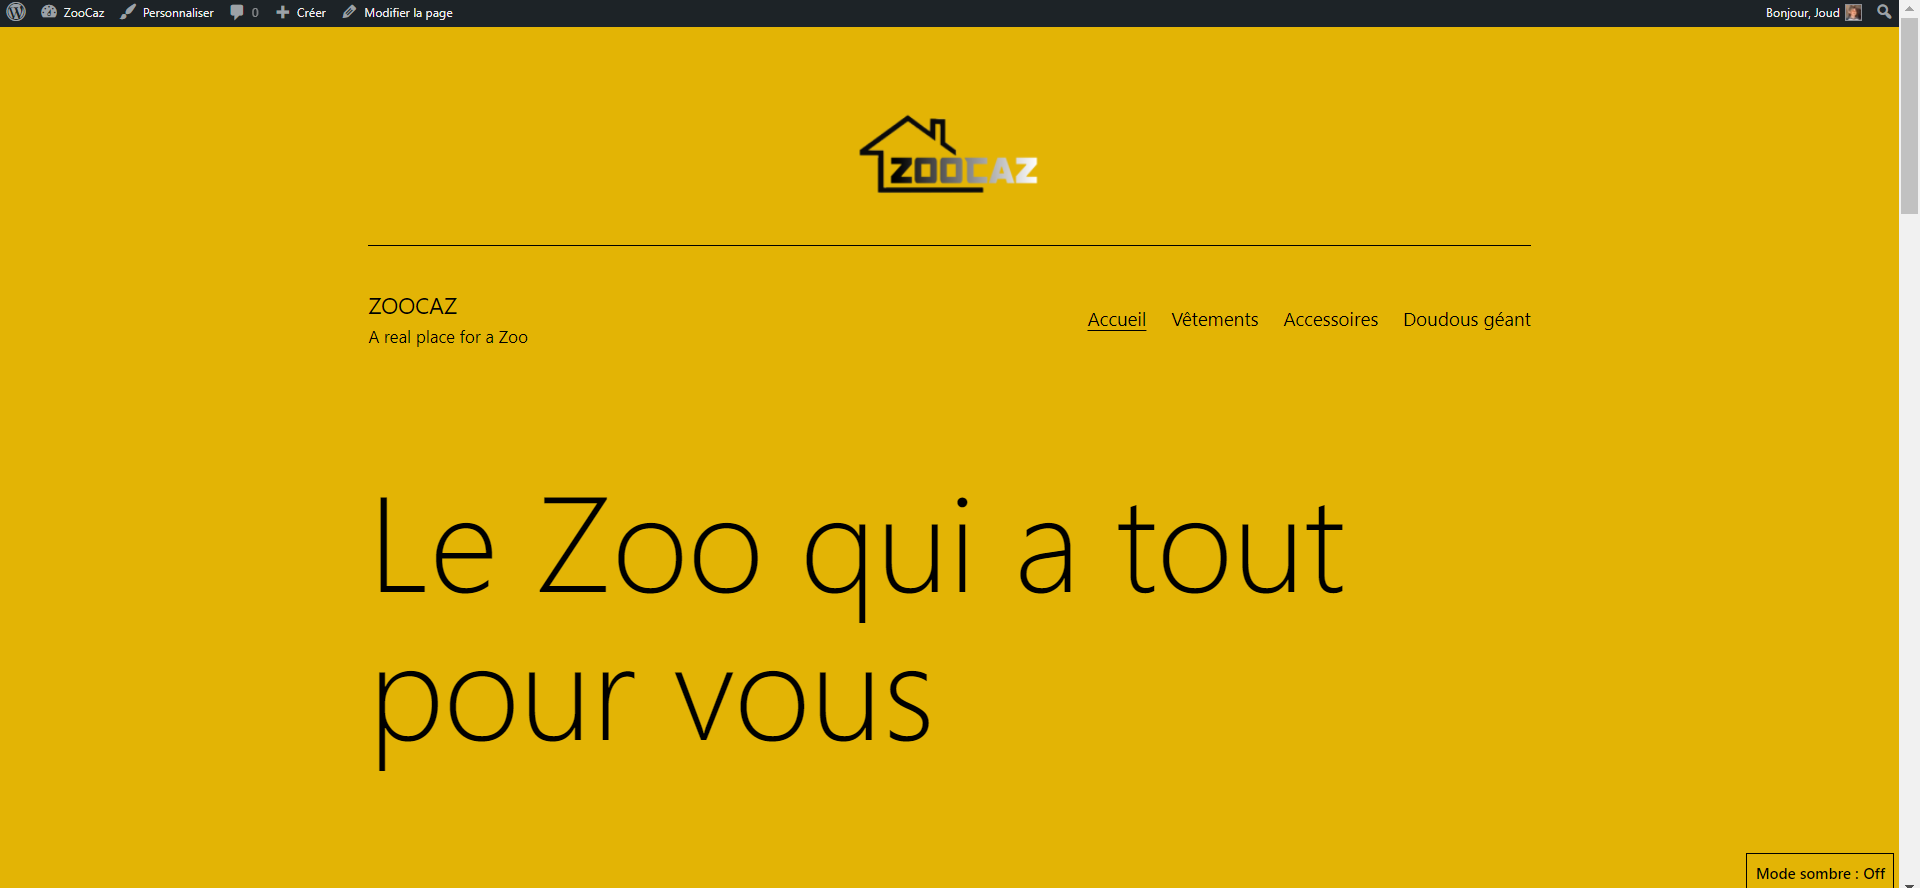 ZooCaz Personnaliser 0 Créer Modifier la page Bonjour, Joud
ZOOCAZ
ZOOCAZ
A real place for a Zoo
Accueil Vêtements Accessoires Doudous géant
Le Zoo qui a tout
pour vous
Mode sombre : Off